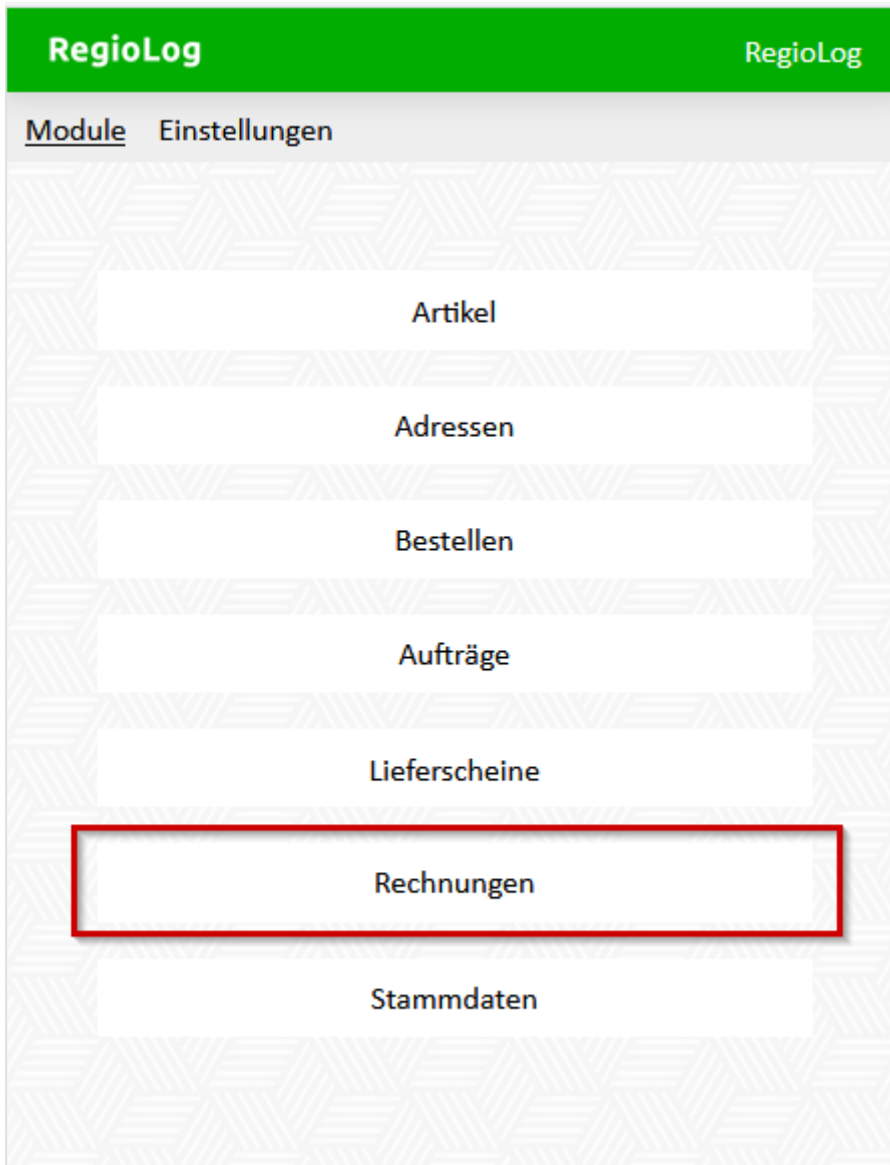 RegioLog RegioLog
Module Einstellungen
Artikel
Adressen
Bestellen
Aufträge
Lieferscheine
Rechnungen
Stammdaten